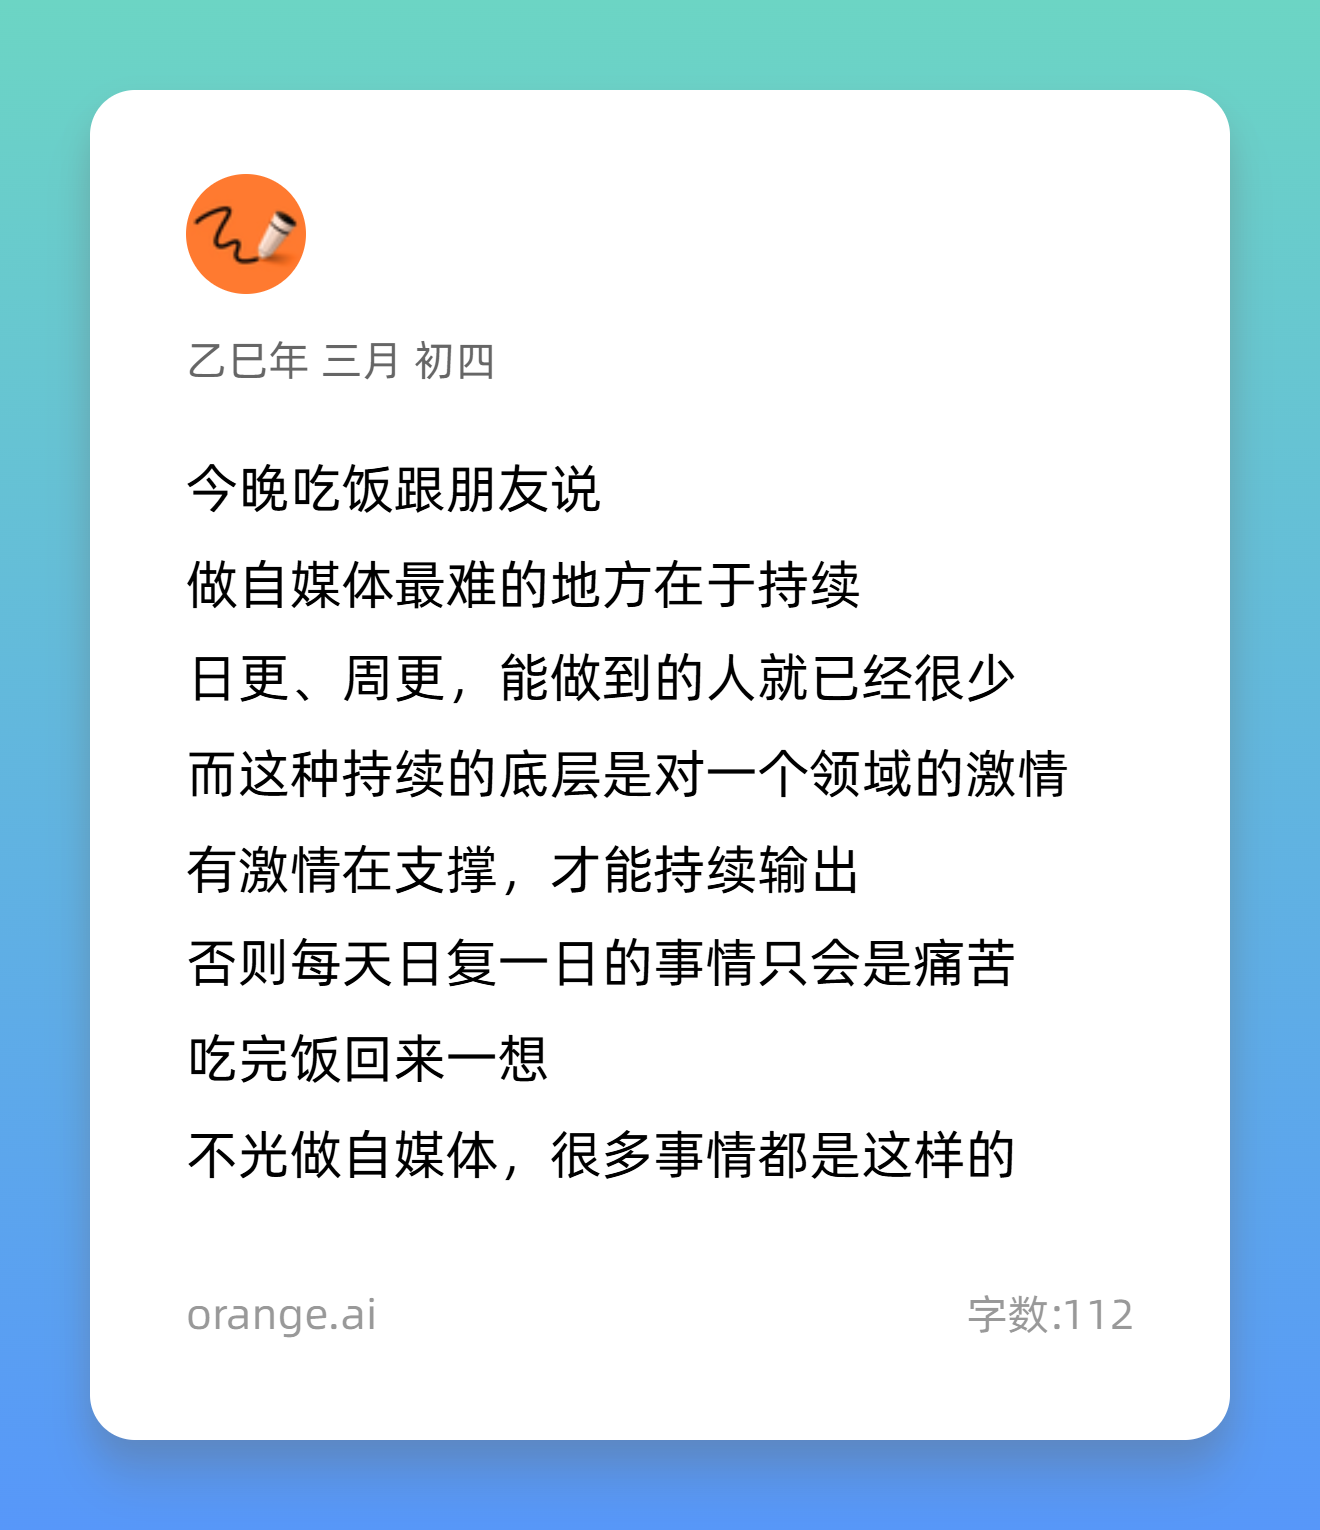 乙巳年 三月 初四
今晚吃饭跟朋友说
做自媒体最难的地方在于持续
日更、周更，能做到的人就已经很少
而这种持续的底层是对一个领域的激情
有激情在支撑，才能持续输出
否则每天日复一日的事情只会是痛苦
吃完饭回来一想
不光做自媒体，很多事情都是这样的
orange.ai
字数:112